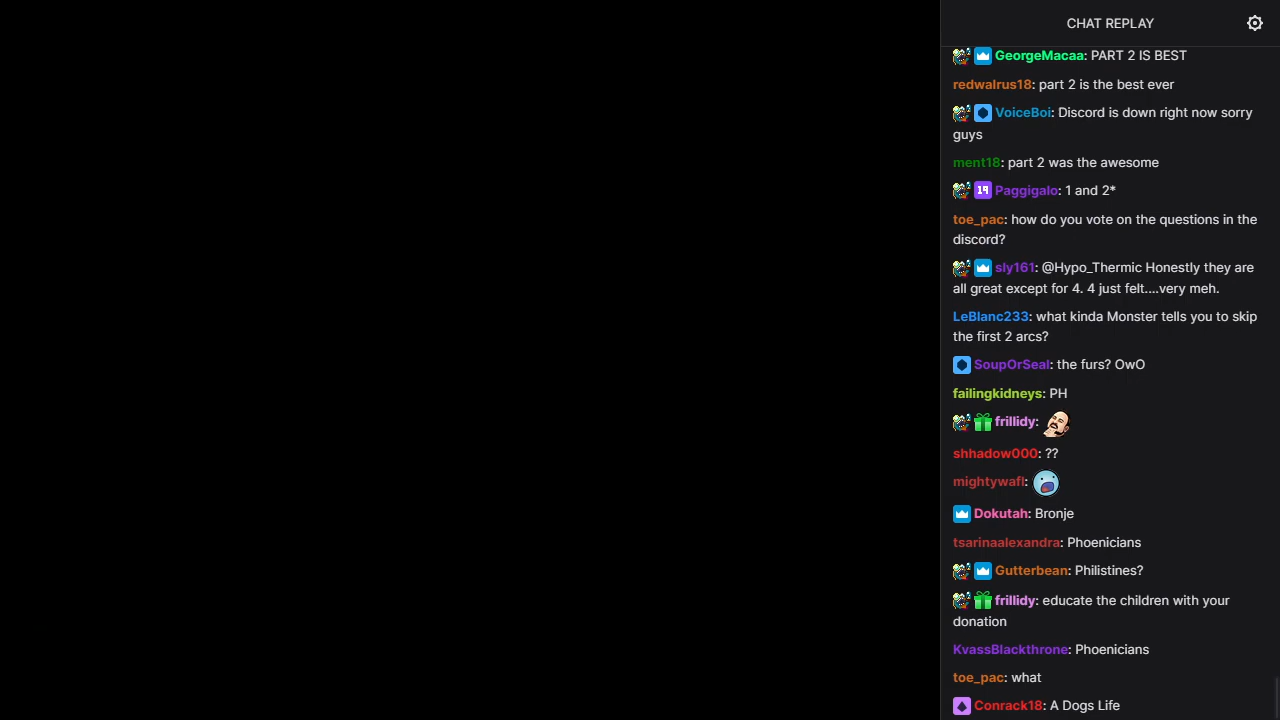 CHAT REPLAY
GeorgeMacaa: PART 2 IS BEST
redwalrus18: part 2 is the best ever
VoiceBoi: Discord is down right now sorry
guys
ment18: part 2 was the awesome
19 Paggigalo: 1 and 2*
toe_pac: how do you vote on the questions in the
discord?
sly161: @Hypo_Thermic Honestly they are
all great except for 4. 4 just felt....very meh.
LeBlanc233: what kinda Monster tells you to skip
the first 2 arcs?
SoupOrSeal: the furs? OwO
failingkidneys: PH
frillidy:
shhadow000: ??
mightywafl:
Dokutah: Bronje
tsarinaalexandra: Phoenicians
Gutterbean: Philistines?
frillidy: educate the children with your
donation
KvassBlackthrone: Phoenicians
toe_pac: what
Conrack18: A Dogs Life